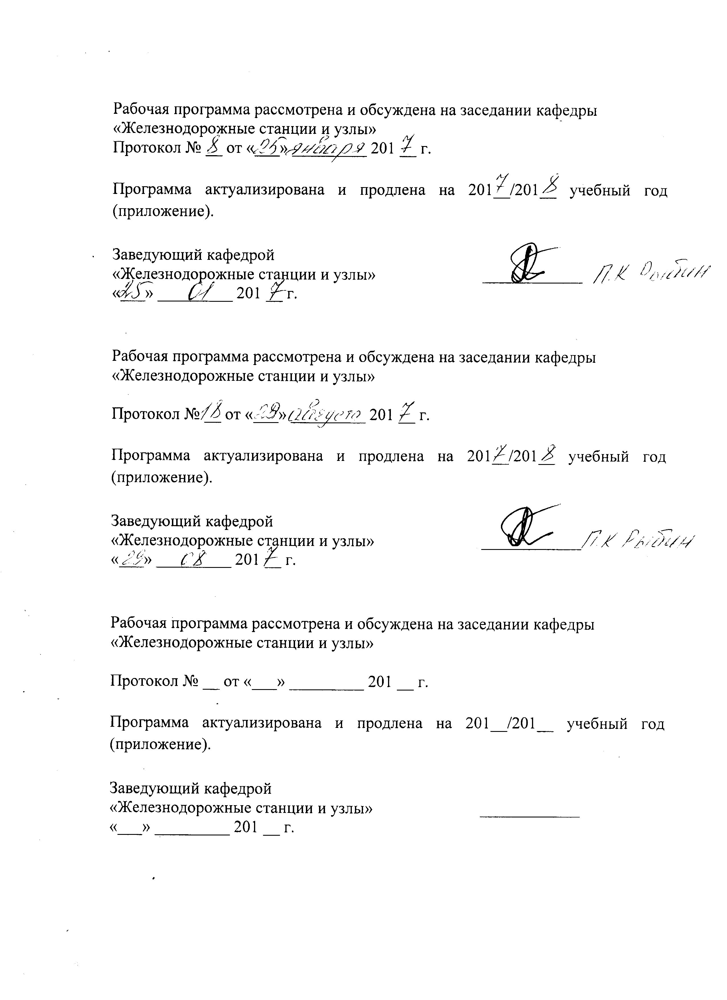 Рабочая программа рассмотрена и обсуждена на заседании кафедры
«Железнодорожные станции и узлы»
Протокол № 8 от «25» января 2017 г.
Программа актуализирована и продлена на 2017/2018 учебный год
(приложение).
Заведующий кафедрой
«Железнодорожные станции и узлы» П.К Рыбин
«25» 01 2017 г.
Рабочая программа рассмотрена и обсуждена на заседании кафедры
«Железнодорожные станции и узлы»
Протокол №18 от «29» августа 2017 г.
Программа актуализирована и продлена на 2017/2018 учебный год
(приложение).
Заведующий кафедрой
«Железнодорожные станции и узлы» П.К Рыбин
«29» 08 2017 г.
Рабочая программа рассмотрена и обсуждена на заседании кафедры
«Железнодорожные станции и узлы»
Протокол № __ от «___» _________ 201 __ г.
Программа актуализирована и продлена на 201__/201__ учебный год
(приложение).
Заведующий кафедрой
«Железнодорожные станции и узлы» ____________
«___» _________ 201 __ г.